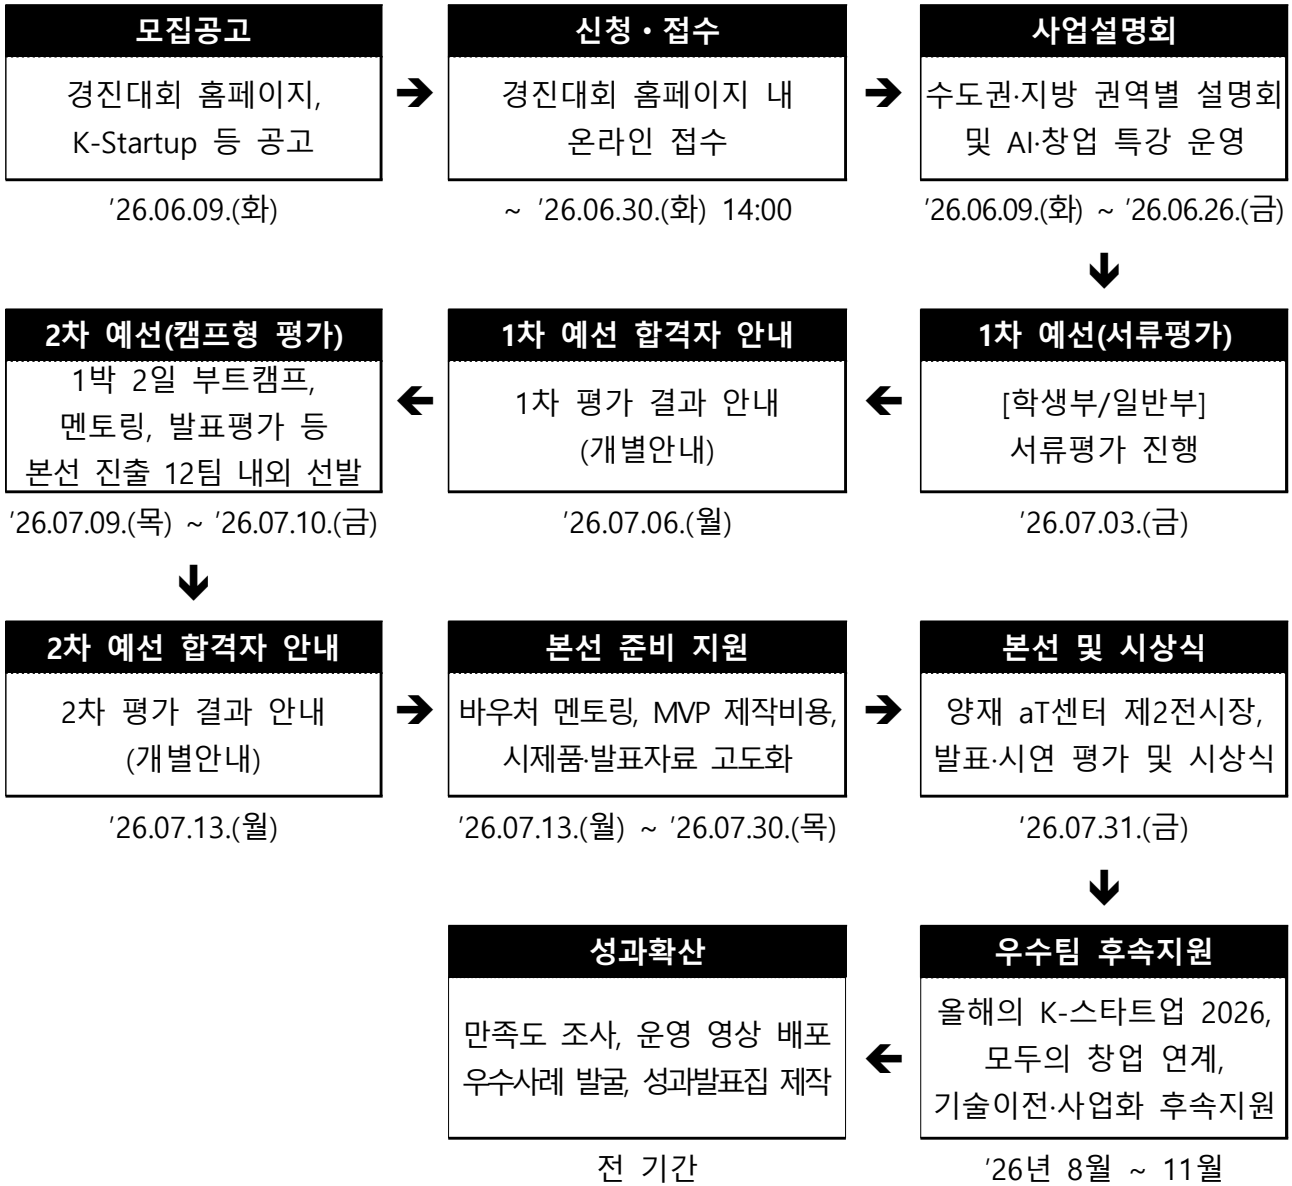 모집공고
경진대회 홈페이지,
K-Startup 등 공고
'26.06.09.(화)
신청・접수
경진대회 홈페이지 내
온라인 접수
~ '26.06.30.(화) 14:00
사업설명회
수도권·지방 권역별 설명회
및 AI·창업 특강 운영
'26.06.09.(화) ~ '26.06.26.(금)
1차 예선(서류평가)
[학생부/일반부]
서류평가 진행
'26.07.03.(금)
1차 예선 합격자 안내
1차 평가 결과 안내
(개별안내)
'26.07.06.(월)
2차 예선(캠프형 평가)
1박 2일 부트캠프,
멘토링, 발표평가 등
본선 진출 12팀 내외 선발
'26.07.09.(목) ~ '26.07.10.(금)
2차 예선 합격자 안내
2차 평가 결과 안내
(개별안내)
'26.07.13.(월)
본선 준비 지원
바우처 멘토링, MVP 제작비용,
시제품·발표자료 고도화
'26.07.13.(월) ~ '26.07.30.(목)
본선 및 시상식
양재 aT센터 제2전시장,
발표·시연 평가 및 시상식
'26.07.31.(금)
우수팀 후속지원
올해의 K-스타트업 2026,
모두의 창업 연계,
기술이전·사업화 후속지원
'26년 8월 ~ 11월
성과확산
만족도 조사, 운영 영상 배포
우수사례 발굴, 성과발표집 제작
전 기간